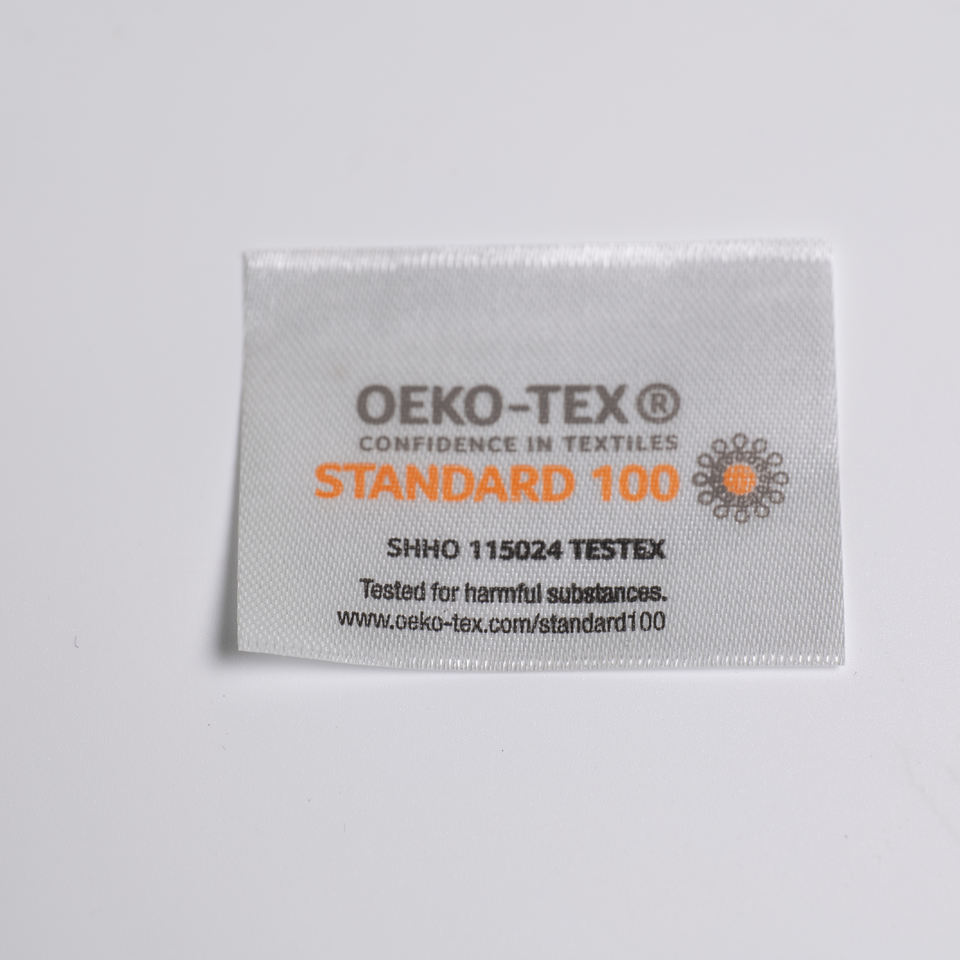 OEKO-TEX®
CONFIDENCE IN TEXTILES
STANDARD 100
SHHO 115024 TESTEX
Tested for harmful substances.
www.oeko-tex.com/standard100